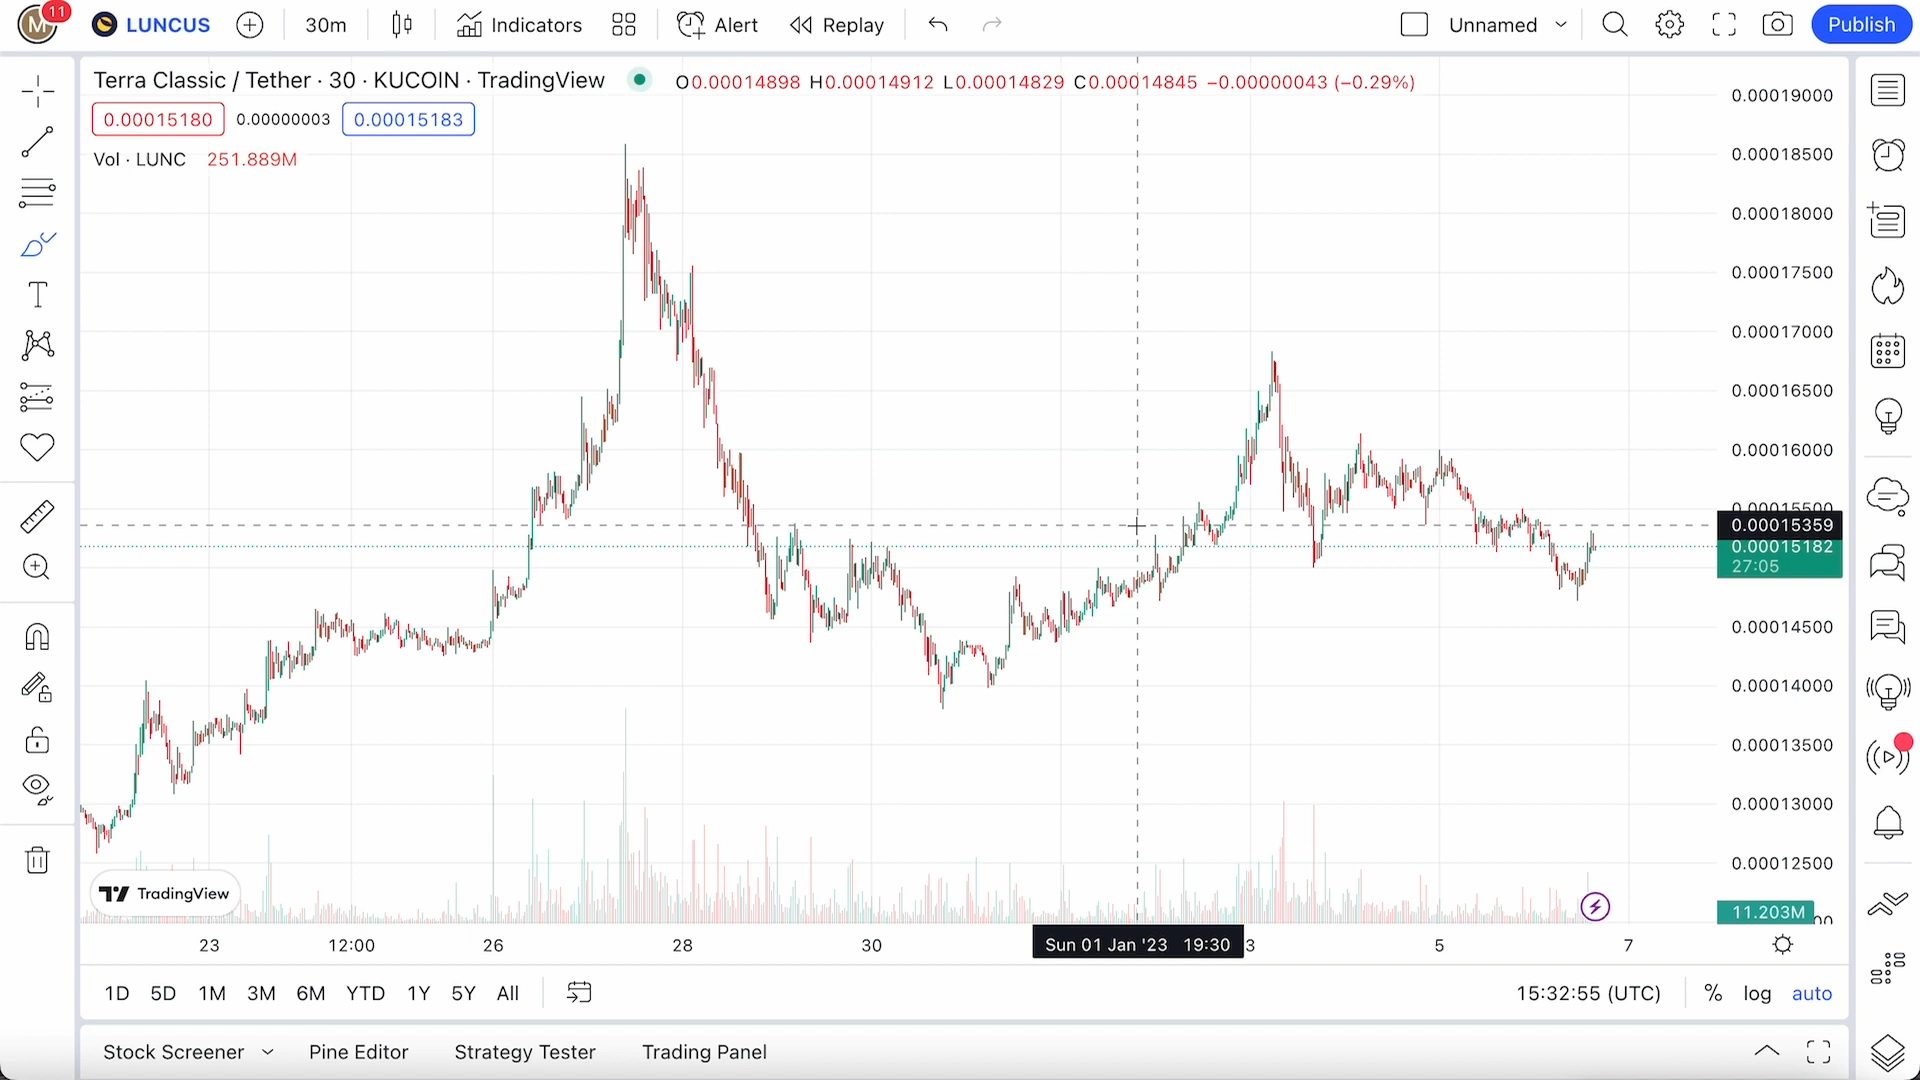 M 11 LUNCUS 30m Indicators Alert Replay Unnamed Publish
Terra Classic / Tether · 30 · KUCOIN · TradingView O0.00014898 H0.00014912 L0.00014829 C0.00014845 −0.00000043 (−0.29%)
0.00015180 0.00000003 0.00015183
Vol · LUNC 251.889M
0.00019000
0.00018500
0.00018000
0.00017500
0.00017000
0.00016500
0.00016000
0.00015359
0.00015182
27:05
0.00014500
0.00014000
0.00013500
0.00013000
0.00012500
TradingView
11.203M
23 12:00 26 28 30 Sun 01 Jan '23 19:30 3 5 7
1D 5D 1M 3M 6M YTD 1Y 5Y All 15:32:55 (UTC) % log auto
Stock Screener Pine Editor Strategy Tester Trading Panel